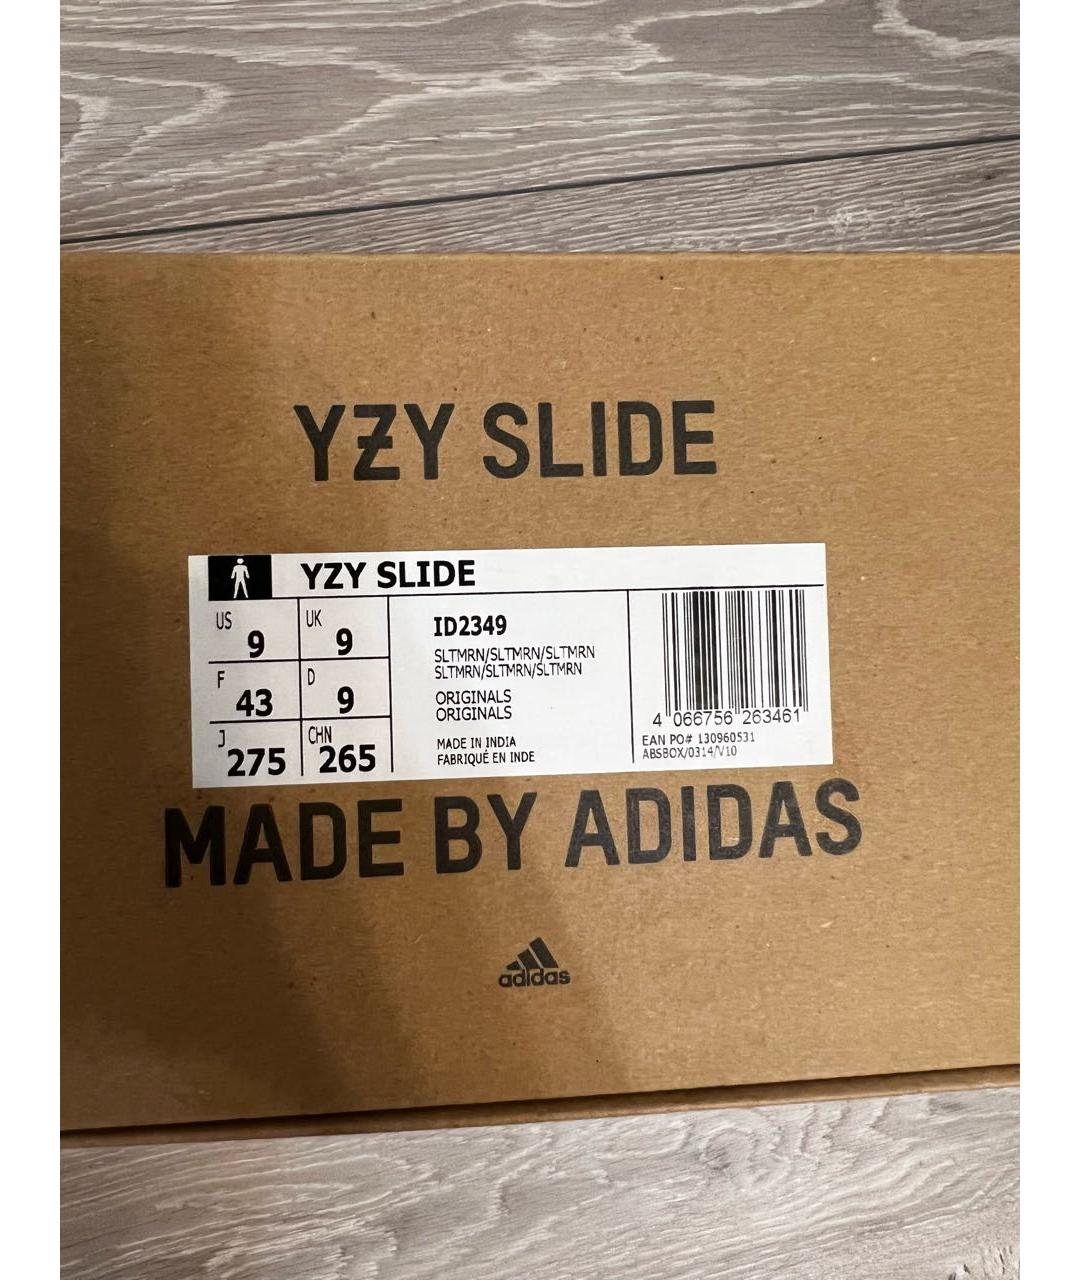 YZY SLIDE
YZY SLIDE
US 9 UK 9
F 43 D 9
J 275 CHN 265
ID2349
SLTMRN/SLTMRN/SLTMRN
SLTMRN/SLTMRN/SLTMRN
ORIGINALS
ORIGINALS
MADE IN INDIA
FABRIQUÉ EN INDE
4 066756 263461
EAN PO# 130960531
ABSBOX/0314/V10
MADE BY ADIDAS
adidas